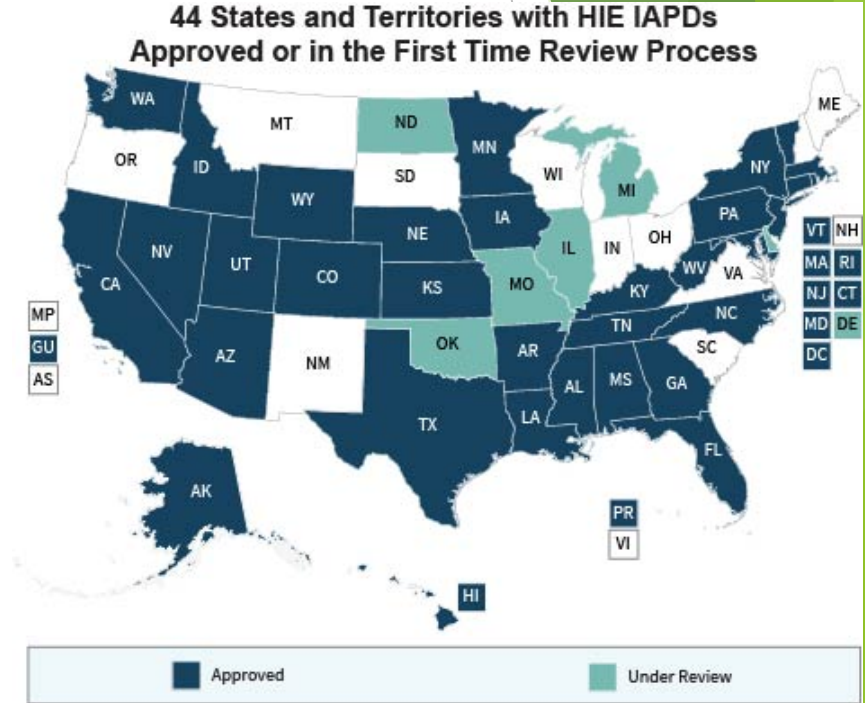 44 States and Territories with HIE IAPDs
Approved or in the First Time Review Process
WA
MT
ND
MN
ME
OR
ID
SD
WI
MI
NY
WY
IA
PA
NV
NE
IL
IN
OH
VT NH
UT
CO
KS
MO
KY
WV
VA
MA RI
CA
NJ CT
MP
GU
AS
AZ
NM
OK
AR
TN
NC
MD DE
SC
DC
TX
LA
AL
MS
GA
FL
AK
PR
VI
HI
Approved
Under Review